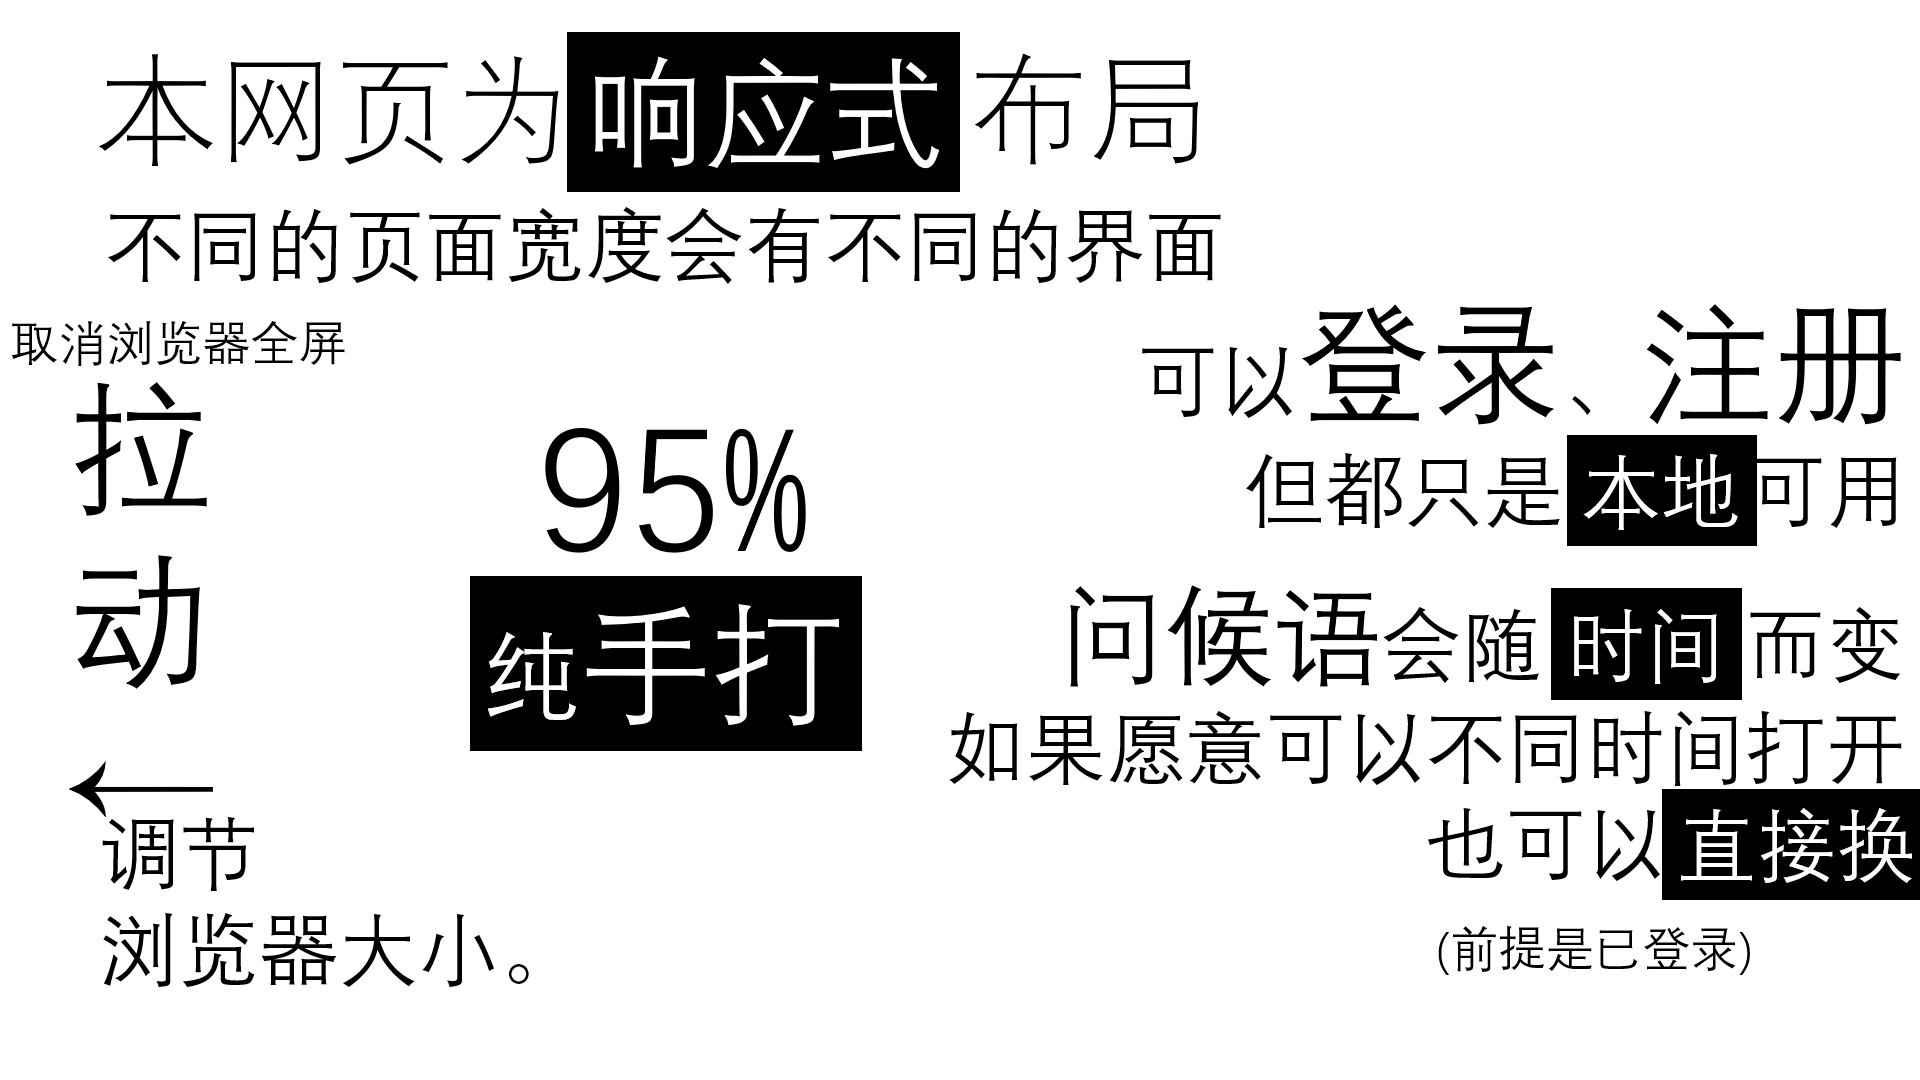 本网页为响应式布局
不同的页面宽度会有不同的界面
取消浏览器全屏
拉
动
←
调节
浏览器大小。
95%
纯手打
可以登录、注册
但都只是本地可用
问候语会随时间而变
如果愿意可以不同时间打开
也可以直接换
(前提是已登录)